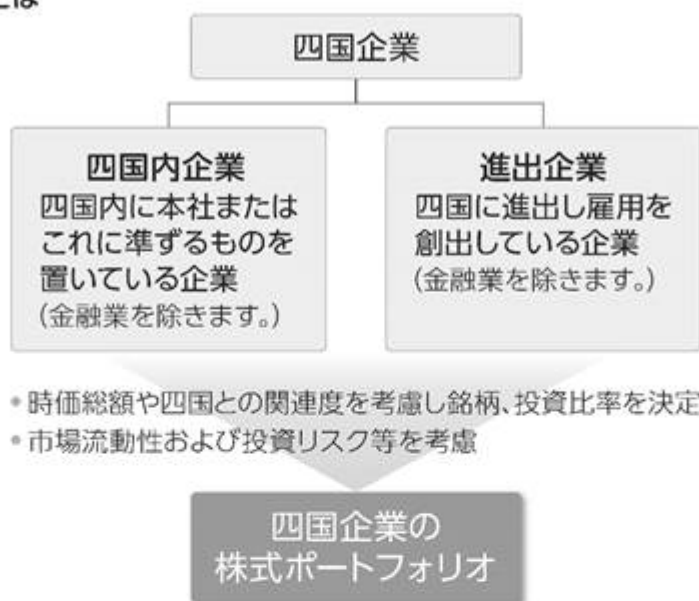 とは
四国企業
四国内企業
四国内に本社または
これに準ずるものを
置いている企業
(金融業を除きます。)
進出企業
四国に進出し雇用を
創出している企業
(金融業を除きます。)
• 時価総額や四国との関連度を考慮し銘柄、投資比率を決定
• 市場流動性および投資リスク等を考慮
四国企業の
株式ポートフォリオ